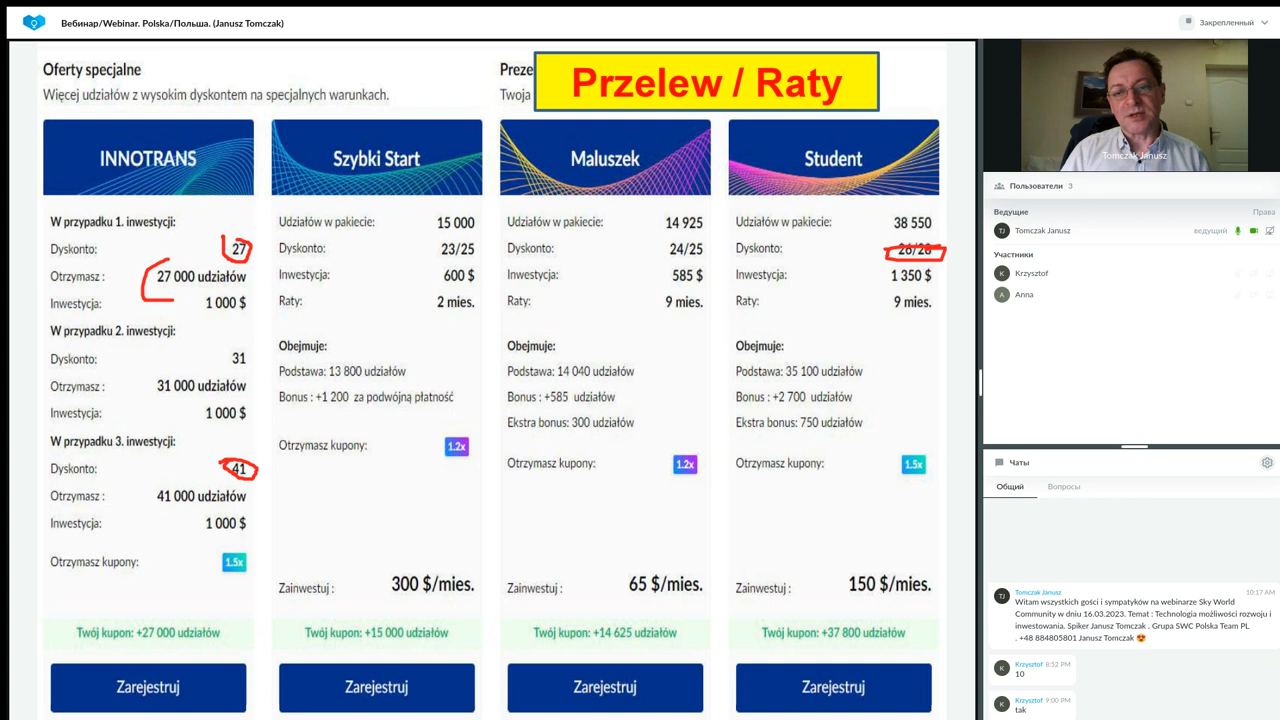 Вебинар/Webinar. Polska/Польша. (Janusz Tomczak)
Закрепленный
Oferty specjalne
Więcej udziałów z wysokim dyskontem na specjalnych warunkach.
Preze
Twoja
Przelew / Raty
INNOTRANS
W przypadku 1. inwestycji:
Dyskonto: 27
Otrzymasz : 27 000 udziałów
Inwestycja: 1 000 $
W przypadku 2. inwestycji:
Dyskonto: 31
Otrzymasz : 31 000 udziałów
Inwestycja: 1 000 $
W przypadku 3. inwestycji:
Dyskonto: 41
Otrzymasz : 41 000 udziałów
Inwestycja: 1 000 $
Otrzymasz kupony: 1.5x
Twój kupon: +27 000 udziałów
Zarejestruj
Szybki Start
Udziałów w pakiecie: 15 000
Dyskonto: 23/25
Inwestycja: 600 $
Raty: 2 mies.
Obejmuje:
Podstawa: 13 800 udziałów
Bonus : +1 200 za podwójną płatność
Otrzymasz kupony: 1.2x
Zainwestuj : 300 $/mies.
Twój kupon: +15 000 udziałów
Zarejestruj
Maluszek
Udziałów w pakiecie: 14 925
Dyskonto: 24/25
Inwestycja: 585 $
Raty: 9 mies.
Obejmuje:
Podstawa: 14 040 udziałów
Bonus : +585 udziałów
Ekstra bonus: 300 udziałów
Otrzymasz kupony: 1.2x
Zainwestuj : 65 $/mies.
Twój kupon: +14 625 udziałów
Zarejestruj
Student
Udziałów w pakiecie: 38 550
Dyskonto:
Inwestycja: 1 350 $
Raty: 9 mies.
Obejmuje:
Podstawa: 35 100 udziałów
Bonus : +2 700 udziałów
Ekstra bonus: 750 udziałów
Otrzymasz kupony: 1.5x
Zainwestuj : 150 $/mies.
Twój kupon: +37 800 udziałów
Zarejestruj
Tomczak Janusz
Пользователи 3
Ведущие Права
TJ Tomczak Janusz ведущий
Участники
K Krzysztof
A Anna
Чаты
Общий Вопросы
TJ Tomczak Janusz 10:17 AM
Witam wszystkich gości i sympatyków na webinarze Sky World
Community w dniu 16.03.2023. Temat : Technologia możliwości rozwoju i
inwestowania. Spiker Janusz Tomczak . Grupa SWC Polska Team PL
. +48 884805801 Janusz Tomczak
K Krzysztof 8:52 PM
10
K Krzysztof 9:00 PM
tak